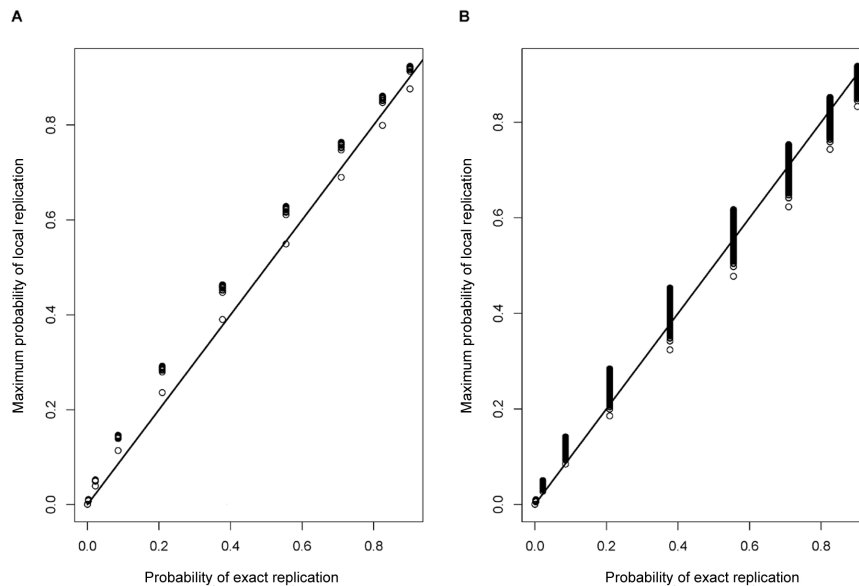 A
Maximum probability of local replication
0.8
0.6
0.4
0.2
0.0
0.0 0.2 0.4 0.6 0.8
Probability of exact replication
B
Maximum probability of local replication
0.8
0.6
0.4
0.2
0.0
0.0 0.2 0.4 0.6 0.8
Probability of exact replication